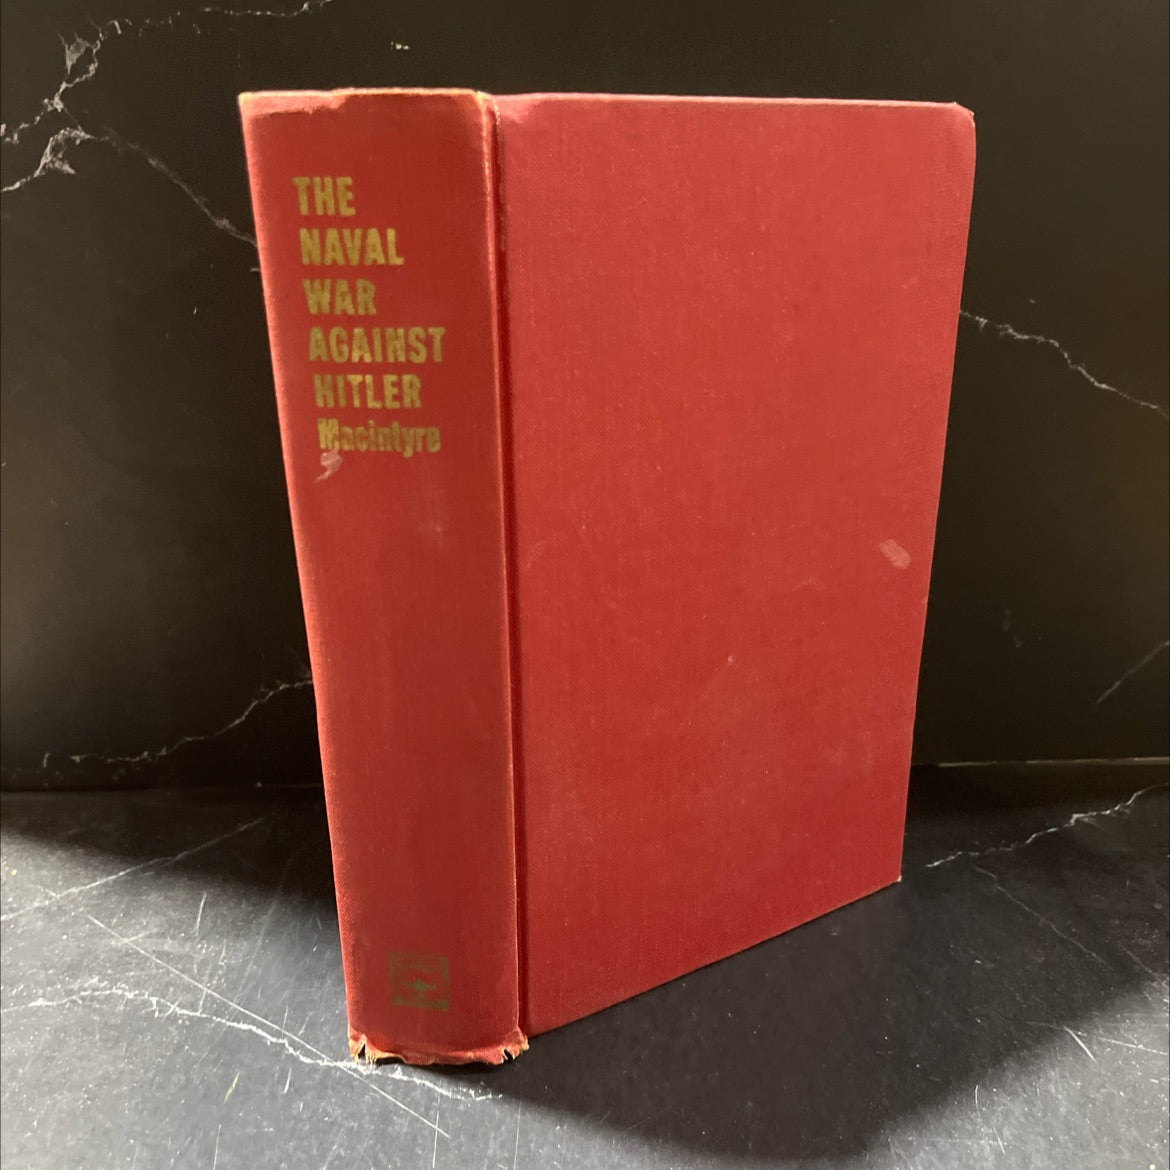 THE
NAVAL
WAR
AGAINST
HITLER
Macintyre